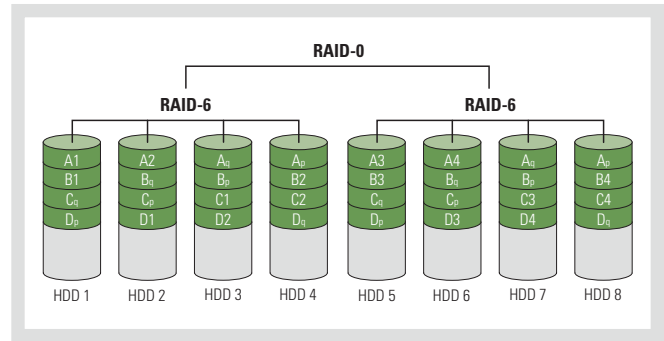 RAID-0
RAID-6 RAID-6
A1 A2 Aq Ap A3 A4 Aq Ap
B1 Bq Bp B2 B3 Bq Bp B4
Cq Cp C1 C2 Cq Cp C3 C4
Dp D1 D2 Dq Dp D3 D4 Dq
HDD 1 HDD 2 HDD 3 HDD 4 HDD 5 HDD 6 HDD 7 HDD 8